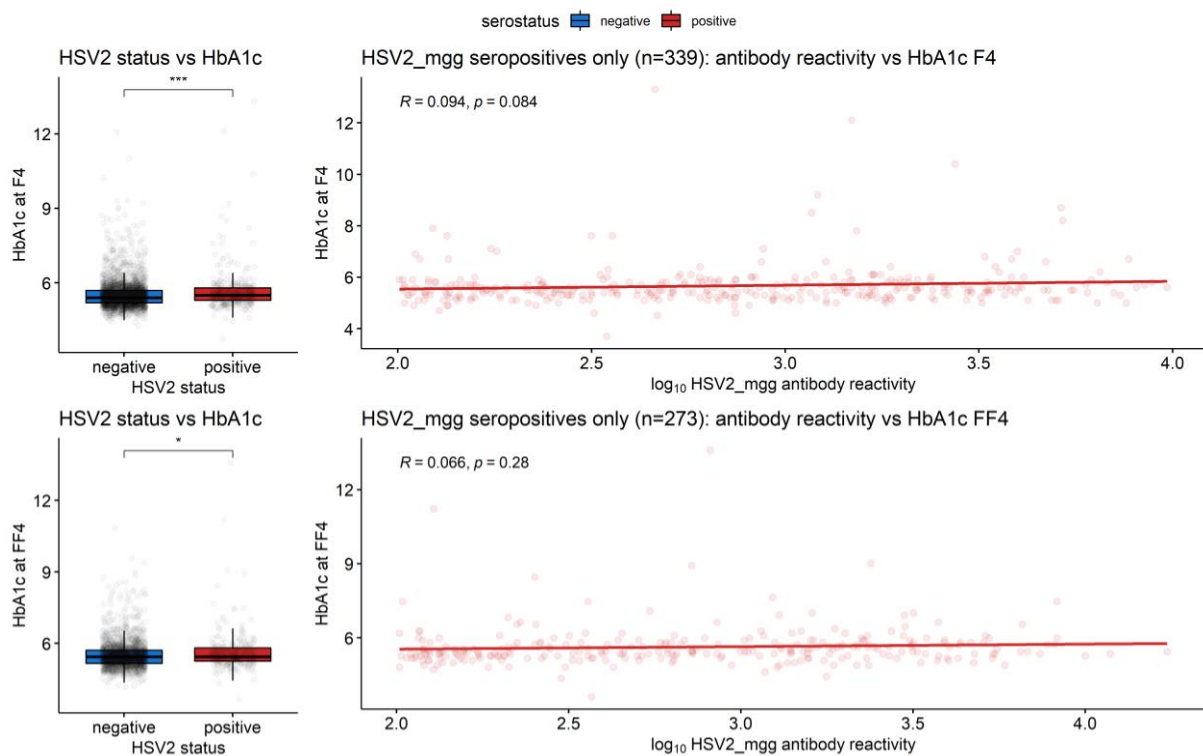 serostatus negative positive
HSV2 status vs HbA1c
***
HbA1c at F4
12
9
6
negative positive
HSV2 status
HSV2_mgg seropositives only (n=339): antibody reactivity vs HbA1c F4
R = 0.094, p = 0.084
HbA1c at F4
12
10
8
6
4
2.0 2.5 3.0 3.5 4.0
log10 HSV2_mgg antibody reactivity
HSV2 status vs HbA1c
*
HbA1c at FF4
12
9
6
negative positive
HSV2 status
HSV2_mgg seropositives only (n=273): antibody reactivity vs HbA1c FF4
R = 0.066, p = 0.28
HbA1c at FF4
12
9
6
2.0 2.5 3.0 3.5 4.0
log10 HSV2_mgg antibody reactivity